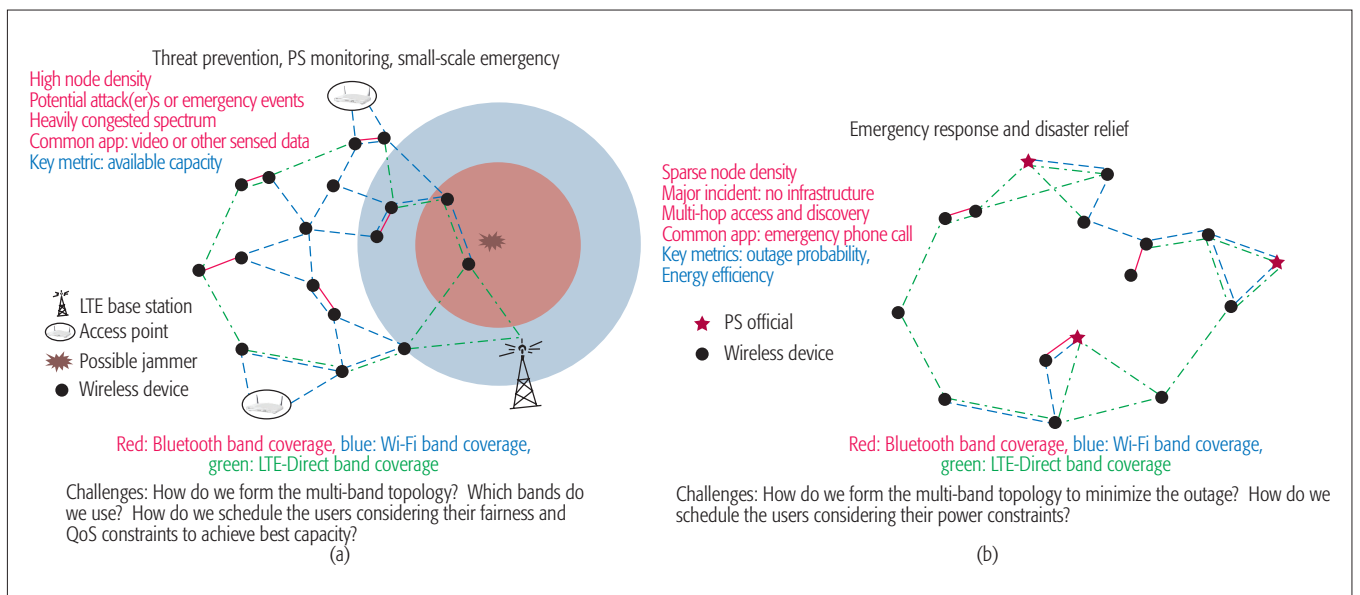 Threat prevention, PS monitoring, small-scale emergency
High node density
Potential attack(er)s or emergency events
Heavily congested spectrum
Common app: video or other sensed data
Key metric: available capacity
LTE base station
Access point
Possible jammer
Wireless device
Red: Bluetooth band coverage, blue: Wi-Fi band coverage,
green: LTE-Direct band coverage
Challenges: How do we form the multi-band topology? Which bands do
we use? How do we schedule the users considering their fairness and
QoS constraints to achieve best capacity?
(a)
Emergency response and disaster relief
Sparse node density
Major incident: no infrastructure
Multi-hop access and discovery
Common app: emergency phone call
Key metrics: outage probability,
Energy efficiency
PS official
Wireless device
Red: Bluetooth band coverage, blue: Wi-Fi band coverage,
green: LTE-Direct band coverage
Challenges: How do we form the multi-band topology to minimize the outage? How do we
schedule the users considering their power constraints?
(b)